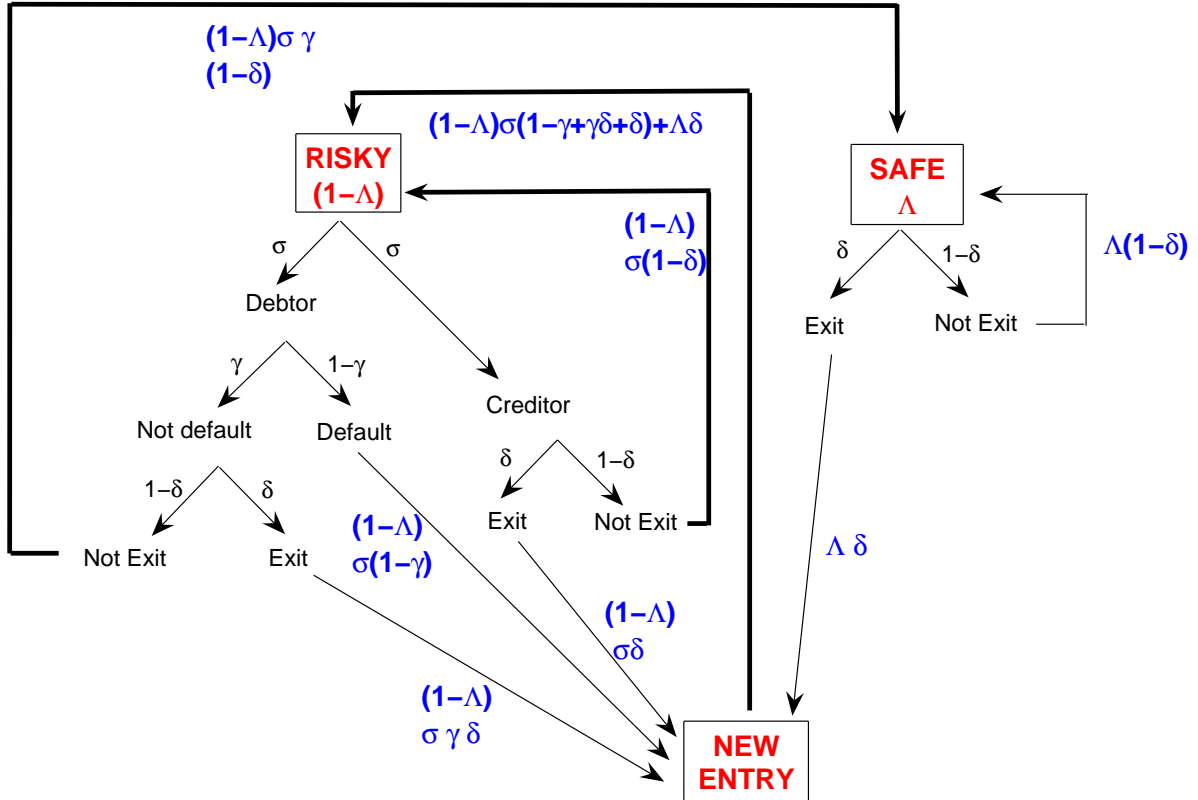 (1−Λ)σ γ
(1−δ)
(1−Λ)σ(1−γ+γδ+δ)+Λδ
RISKY
(1−Λ)
SAFE
Λ
(1−Λ)
σ(1−δ)
Λ(1−δ)
σ
σ
δ
1−δ
Debtor
Exit
Not Exit
γ
1−γ
Creditor
Not default
Default
δ
1−δ
1−δ
δ
Exit
Not Exit
(1−Λ)
σ(1−γ)
Not Exit
Exit
Λ δ
(1−Λ)
σδ
(1−Λ)
σ γ δ
NEW
ENTRY